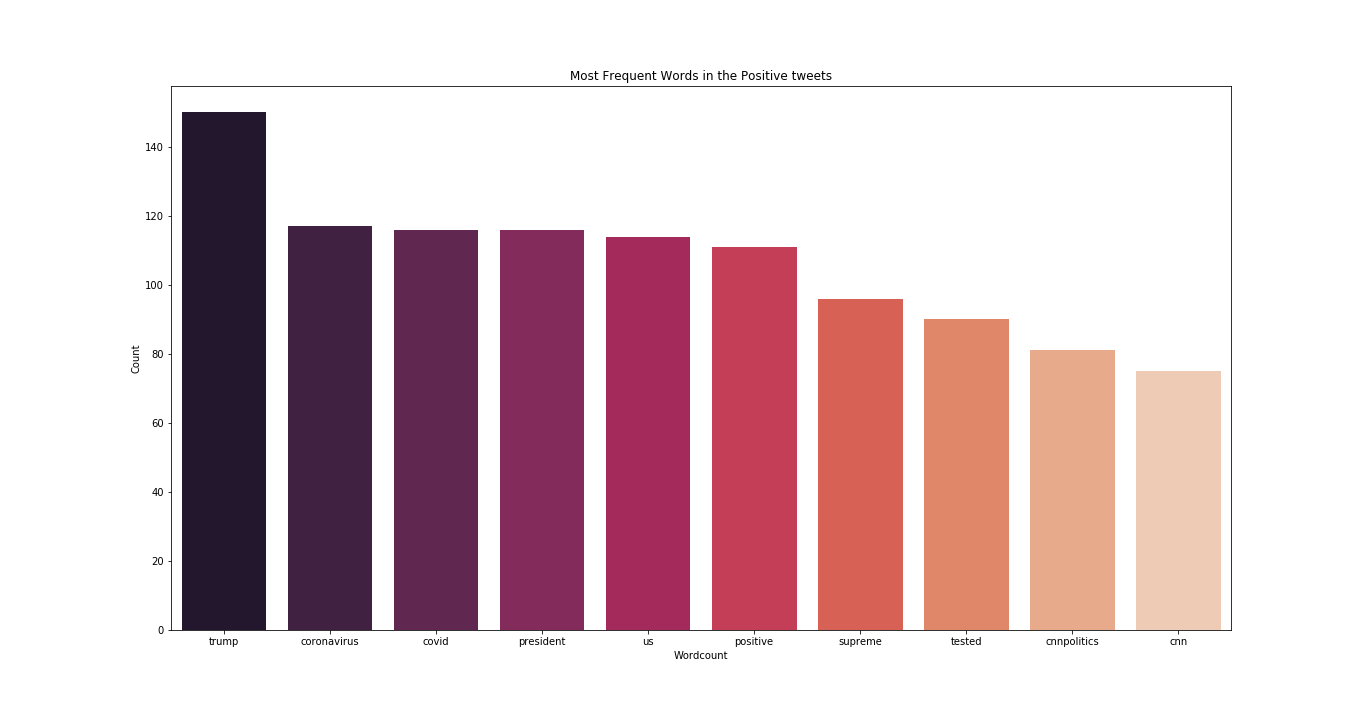 Most Frequent Words in the Positive tweets
140
120
100
80
60
40
20
0
Count
trump coronavirus covid president us positive supreme tested cnnpolitics cnn
Wordcount